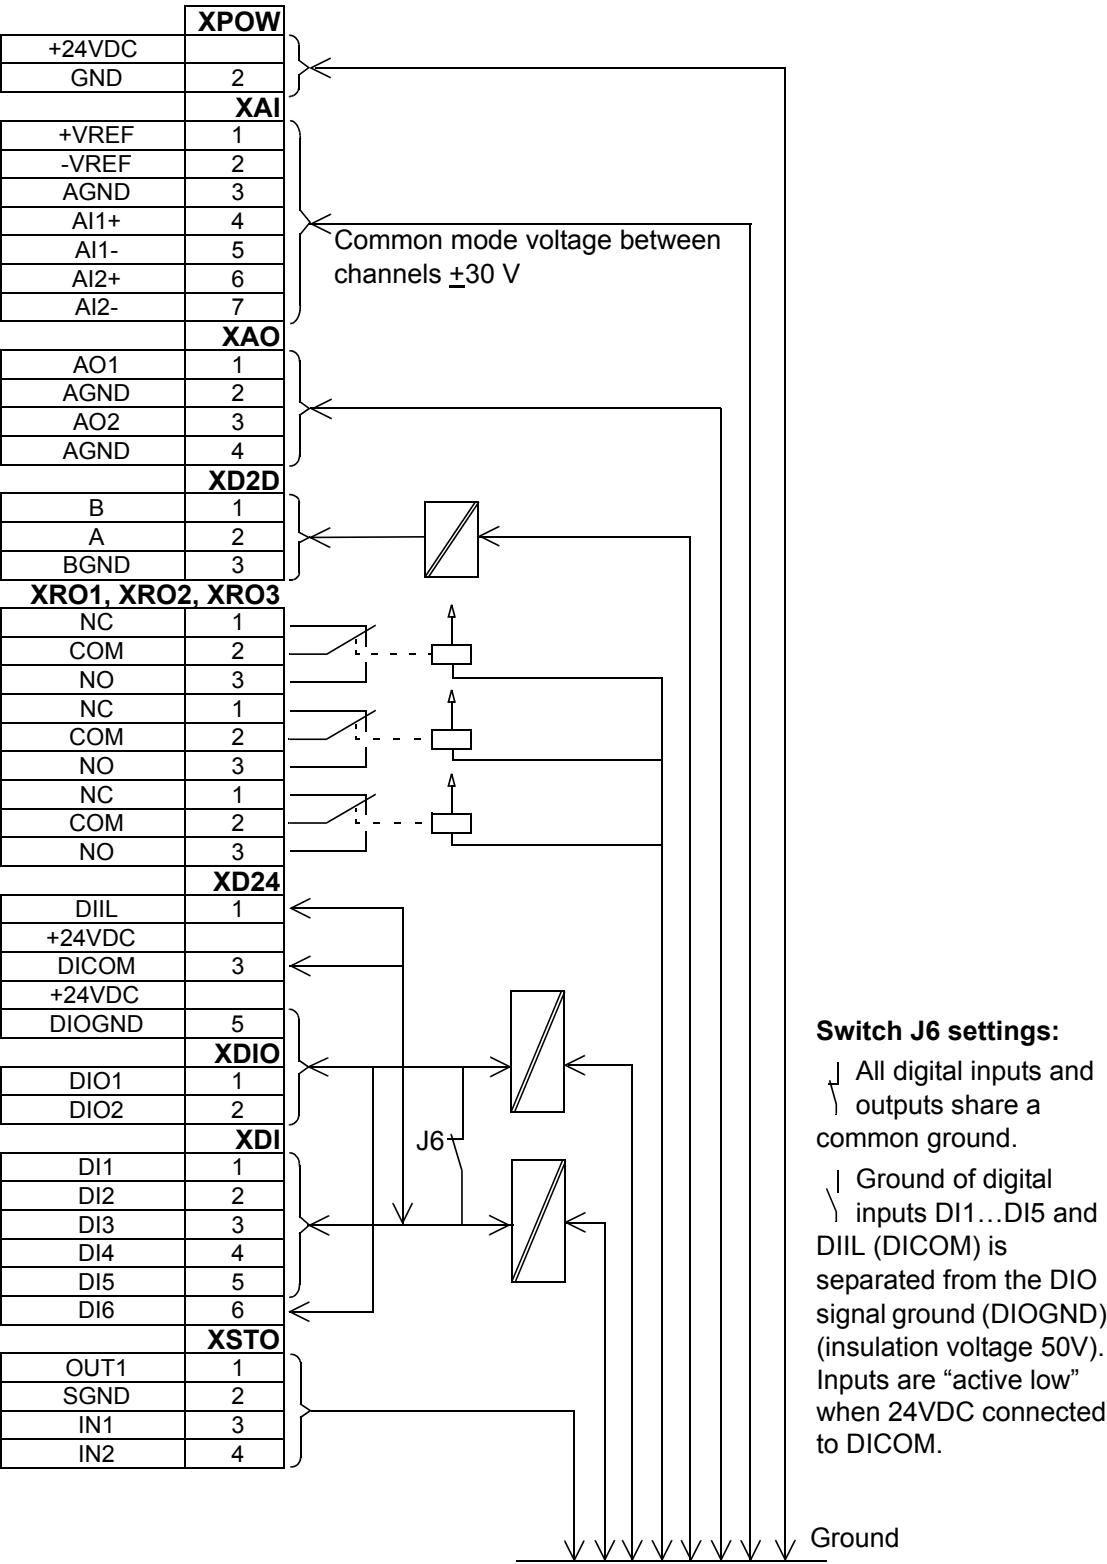 XPOW
+24VDC
GND 2
XAI
+VREF 1
-VREF 2
AGND 3
AI1+ 4
AI1- 5
AI2+ 6
AI2- 7
Common mode voltage between
channels ±30 V
XAO
AO1 1
AGND 2
AO2 3
AGND 4
XD2D
B 1
A 2
BGND 3
XRO1, XRO2, XRO3
NC 1
COM 2
NO 3
NC 1
COM 2
NO 3
NC 1
COM 2
NO 3
XD24
DIIL 1
+24VDC
DICOM 3
+24VDC
DIOGND 5
XDIO
DIO1 1
DIO2 2
XDI
J6
DI1 1
DI2 2
DI3 3
DI4 4
DI5 5
DI6 6
XSTO
OUT1 1
SGND 2
IN1 3
IN2 4
Switch J6 settings:
All digital inputs and
outputs share a
common ground.
Ground of digital
inputs DI1…DI5 and
DIIL (DICOM) is
separated from the DIO
signal ground (DIOGND)
(insulation voltage 50V).
Inputs are “active low”
when 24VDC connected
to DICOM.
Ground